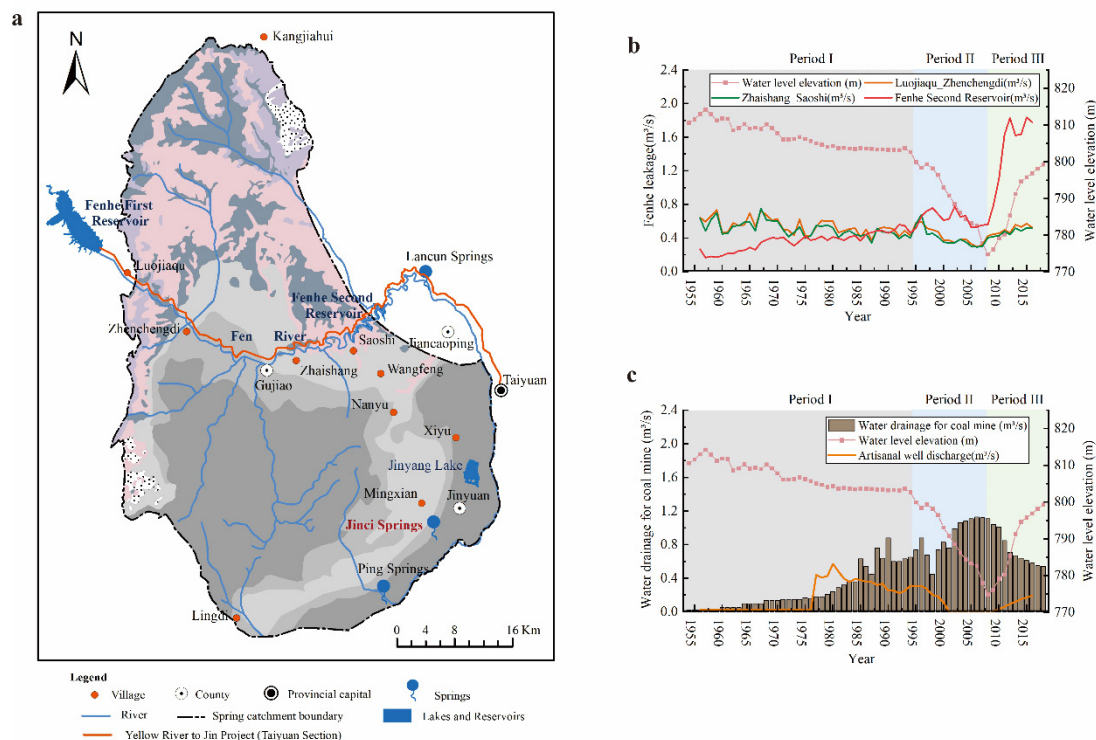 a
N
Kangjiahui
Fenhe First
Reservoir
Luojiaqu
Lancun Springs
Fenhe Second
Reservoir
Zhenchengdi
Fen
River
Saoshi
Jiancaoping
Zhaishang
Wangfeng
Taiyuan
Gujiao
Nanyu
Xiyu
Jinyang Lake
Mingxian
Jinyuan
Jinci Springs
Ping Springs
Lingdi
0 4 8 16 Km
Legend
Village
County
Provincial capital
Springs
River
Spring catchment boundary
Lakes and Reservoirs
Yellow River to Jin Project (Taiyuan Section)
b
Period I Period II Period III
Water level elevation (m) Luojiaqu_Zhenchengdi(m³/s)
Zhaishang_Saoshi(m³/s) Fenhe Second Reservoir(m³/s)
Fenhe leakage(m³/s)
2.4
2.0
1.6
1.2
0.8
0.4
0.0
820
810
800
790
780
770
Water level elevation (m)
1955 1960 1965 1970 1975 1980 1985 1990 1995 2000 2005 2010 2015
Year
c
Period I Period II Period III
Water drainage for coal mine (m³/s)
Water level elevation (m)
Artisanal well discharge(m³/s)
Water drainage for coal mine (m³/s)
2.4
2.0
1.6
1.2
0.8
0.4
0.0
820
810
800
790
780
770
Water level elevation (m)
1955 1960 1965 1970 1975 1980 1985 1990 1995 2000 2005 2010 2015
Year